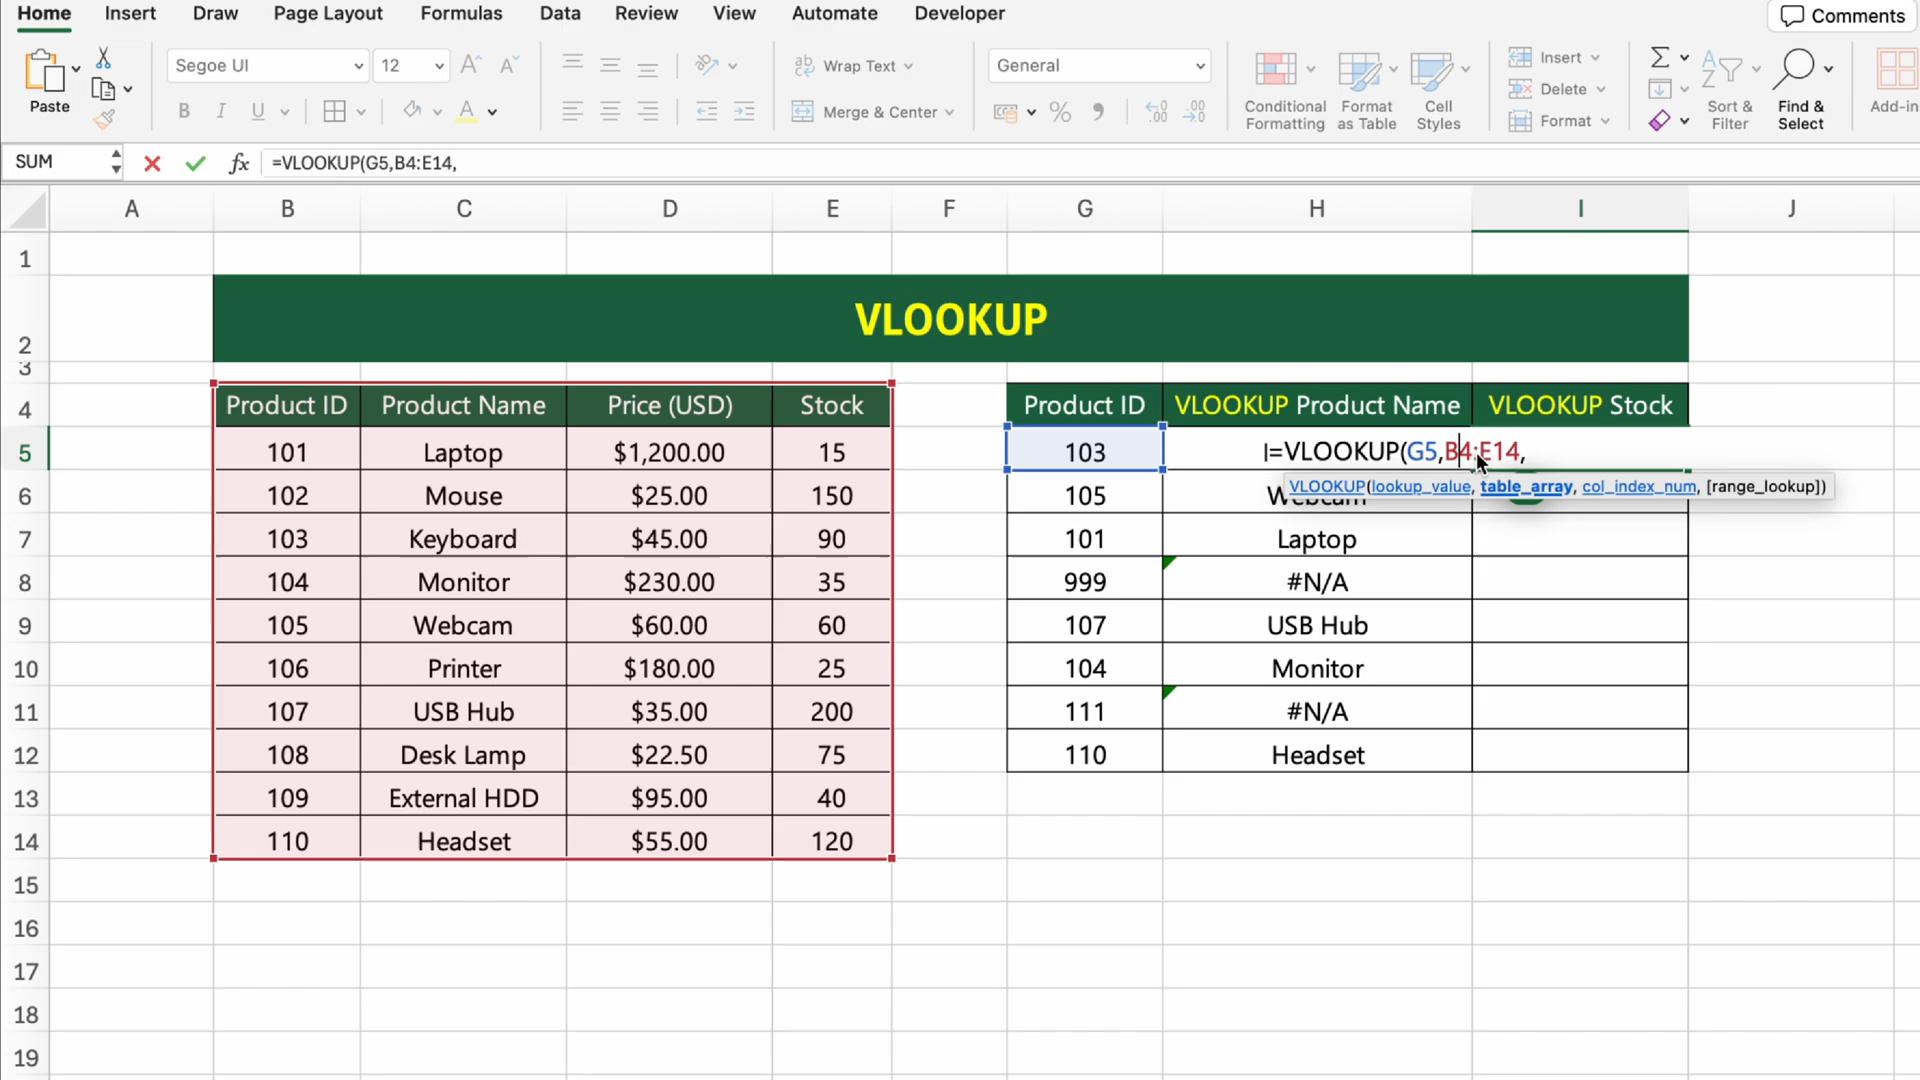 Home Insert Draw Page Layout Formulas Data Review View Automate Developer Comments
Paste Segoe UI 12 Wrap Text General Insert
B I U Merge & Center Conditional Formatting Format as Table Cell Styles Delete Format Sort & Filter Find & Select Add-in
SUM fx =VLOOKUP(G5,B4:E14,
A B C D E F G H I J
1
2 VLOOKUP
3
4 Product ID Product Name Price (USD) Stock Product ID VLOOKUP Product Name VLOOKUP Stock
5 101 Laptop $1,200.00 15 103 =VLOOKUP(G5,B4:E14,
VLOOKUP(lookup_value, table_array, col_index_num, [range_lookup])
6 102 Mouse $25.00 150 105 Webcam
7 103 Keyboard $45.00 90 101 Laptop
8 104 Monitor $230.00 35 999 #N/A
9 105 Webcam $60.00 60 107 USB Hub
10 106 Printer $180.00 25 104 Monitor
11 107 USB Hub $35.00 200 111 #N/A
12 108 Desk Lamp $22.50 75 110 Headset
13 109 External HDD $95.00 40
14 110 Headset $55.00 120
15
16
17
18
19